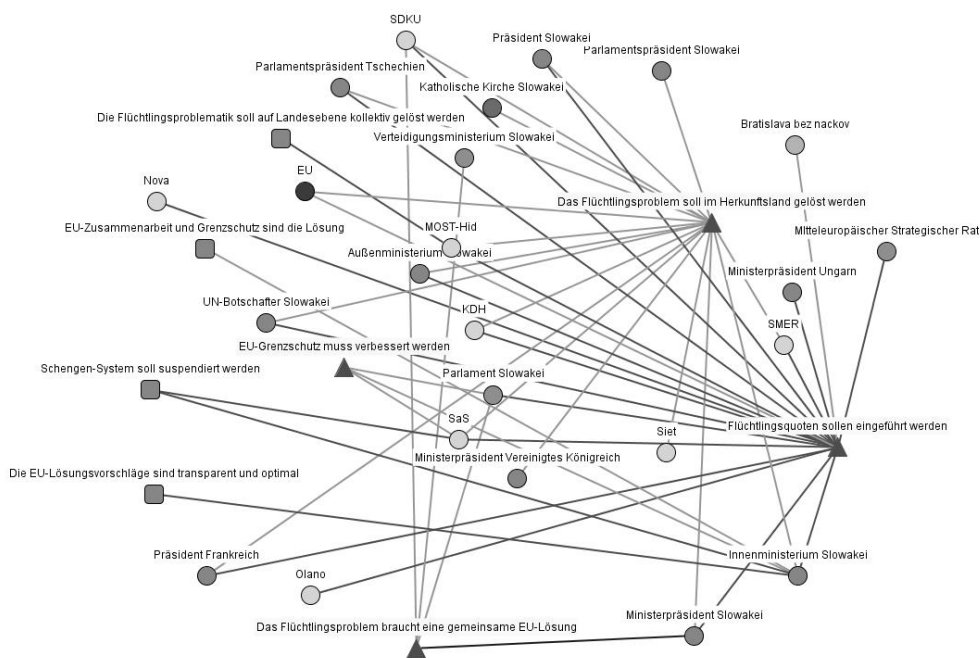 SDKU
Präsident Slowakei
Parlamentspräsident Slowakei
Parlamentspräsident Tschechien
Katholische Kirche Slowakei
Die Flüchtlingsproblematik soll auf Landesebene kollektiv gelöst werden
Bratislava bez nackov
Verteidigungsministerium Slowakei
EU
Nova
Das Flüchtlingsproblem soll im Herkunftsland gelöst werden
EU-Zusammenarbeit und Grenzschutz sind die Lösung
MOST-Hid
MItteleuropäischer Strategischer Rat
Außenministerium Slowakei
Ministerpräsident Ungarn
UN-Botschafter Slowakei
KDH
SMER
EU-Grenzschutz muss verbessert werden
Schengen-System soll suspendiert werden
Parlament Slowakei
SaS
Siet
Flüchtlingsquoten sollen eingeführt werden
Ministerpräsident Vereinigtes Königreich
Die EU-Lösungsvorschläge sind transparent und optimal
Präsident Frankreich
Innenministerium Slowakei
Olano
Ministerpräsident Slowakei
Das Flüchtlingsproblem braucht eine gemeinsame EU-Lösung